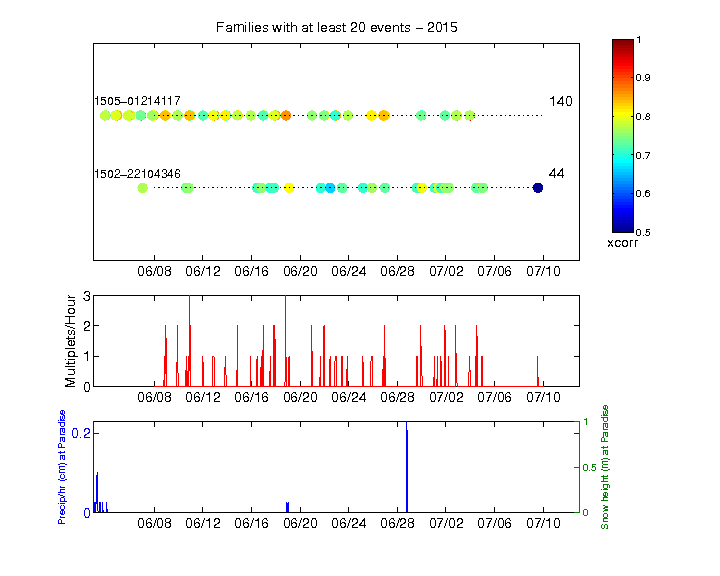 Families with at least 20 events – 2015
1505–01214117
140
1502–22104346
44
06/08 06/12 06/16 06/20 06/24 06/28 07/02 07/06 07/10
1
0.9
0.8
0.7
0.6
0.5
xcorr
Multiplets/Hour
3
2
1
0
06/08 06/12 06/16 06/20 06/24 06/28 07/02 07/06 07/10
Precip/hr (cm) at Paradise
0.2
0
1
0.5
0
Snow height (m) at Paradise
06/08 06/12 06/16 06/20 06/24 06/28 07/02 07/06 07/10